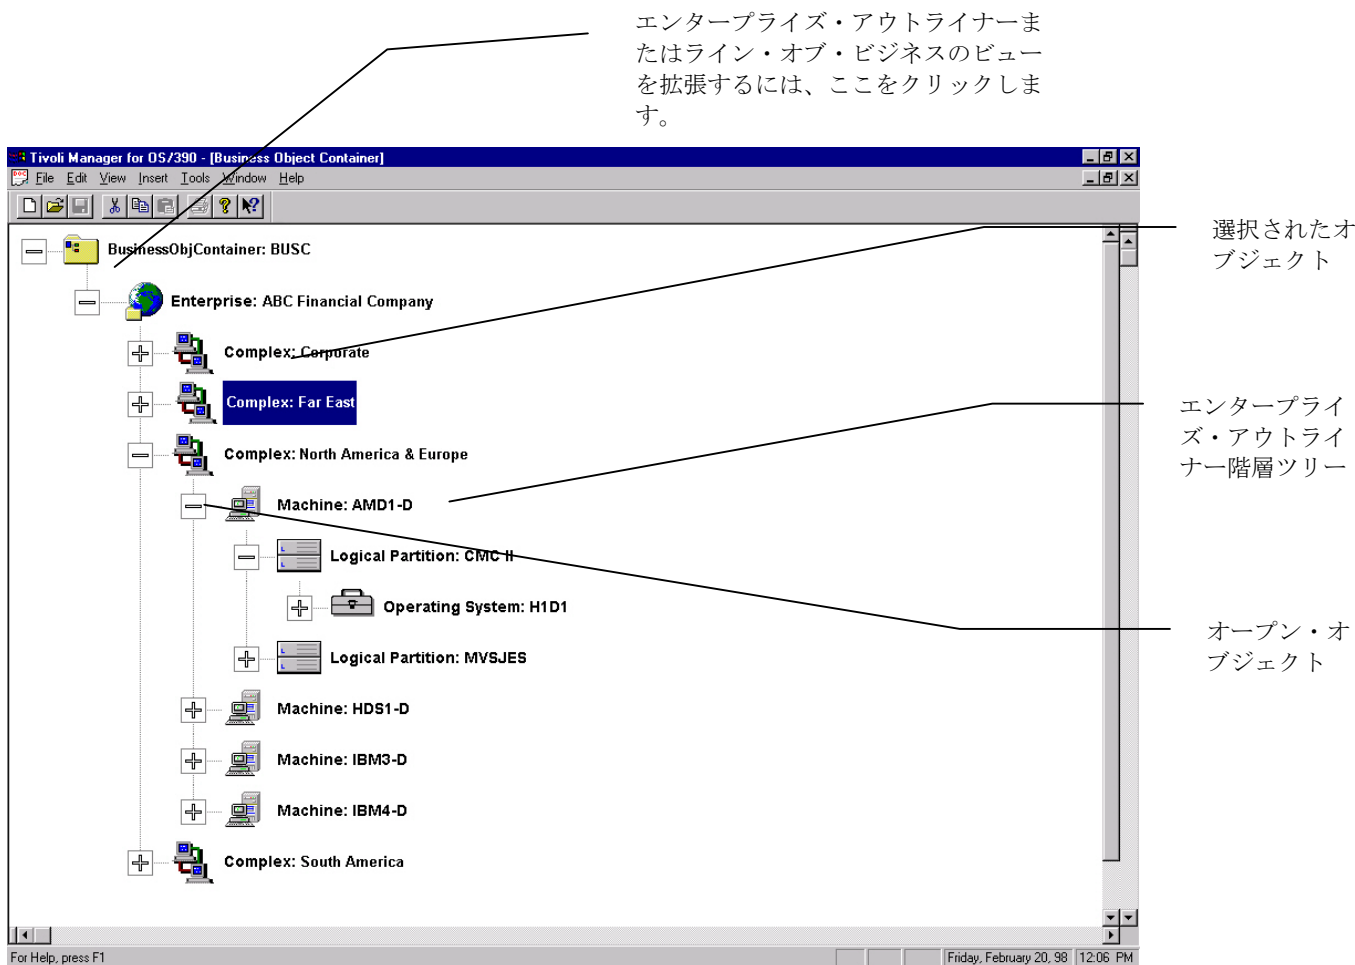 エンタープライズ・アウトライナーま
たはライン・オブ・ビジネスのビュー
を拡張するには、ここをクリックしま
す。
Tivoli Manager for OS/390 - [Business Object Container]
File Edit View Insert Tools Window Help
BusinessObjContainer: BUSC
選択されたオ
ブジェクト
Enterprise: ABC Financial Company
Complex: Corporate
Complex: Far East
エンタープライ
ズ・アウトライ
ナー階層ツリー
Complex: North America & Europe
Machine: AMD1-D
Logical Partition: CMC II
Operating System: H1D1
オープン・オ
ブジェクト
Logical Partition: MVSJES
Machine: HDS1-D
Machine: IBM3-D
Machine: IBM4-D
Complex: South America
For Help, press F1
Friday, February 20, 98 12:06 PM